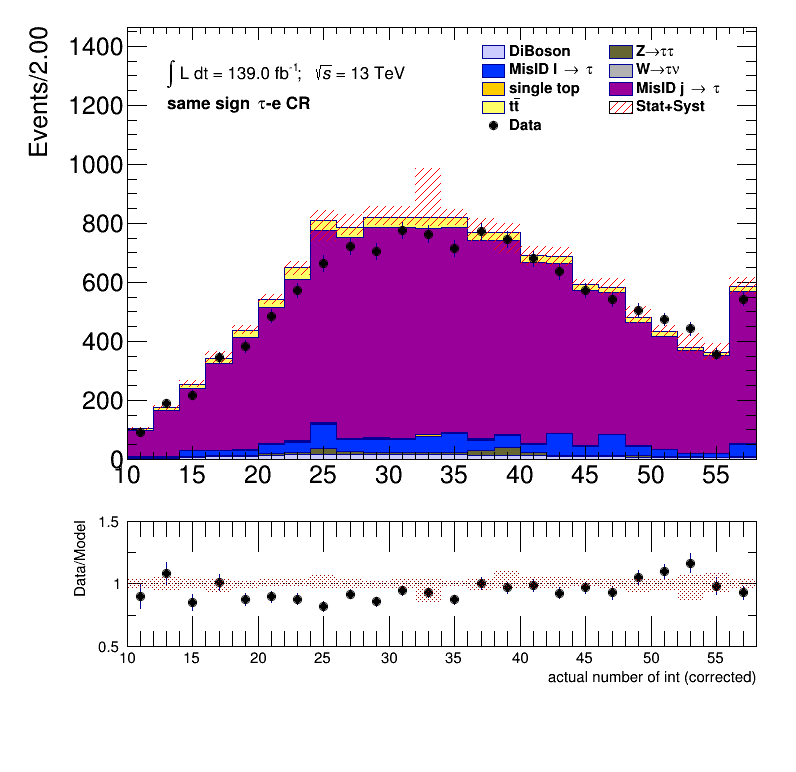 Events/2.00
1400
1200
1000
800
600
400
200
0
∫ L dt = 139.0 fb⁻¹; √s = 13 TeV
same sign τ-e CR
DiBoson
Z→ττ
MisID l → τ
W→τν
single top
MisID j → τ
tt̄
Stat+Syst
Data
10 15 20 25 30 35 40 45 50 55
Data/Model
1.5
1
0.5
10 15 20 25 30 35 40 45 50 55
actual number of int (corrected)